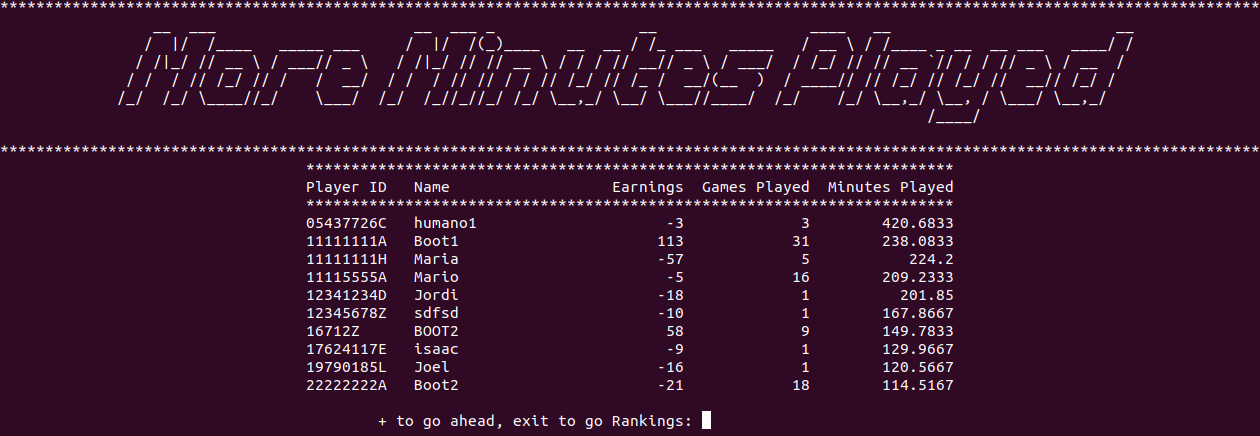 More Minutes Played
Player ID Name Earnings Games Played Minutes Played
05437726C humano1 -3 3 420.6833
11111111A Boot1 113 31 238.0833
11111111H Maria -57 5 224.2
11115555A Mario -5 16 209.2333
12341234D Jordi -18 1 201.85
12345678Z sdfsd -10 1 167.8667
16712Z BOOT2 58 9 149.7833
17624117E isaac -9 1 129.9667
19790185L Joel -16 1 120.5667
22222222A Boot2 -21 18 114.5167
+ to go ahead, exit to go Rankings: